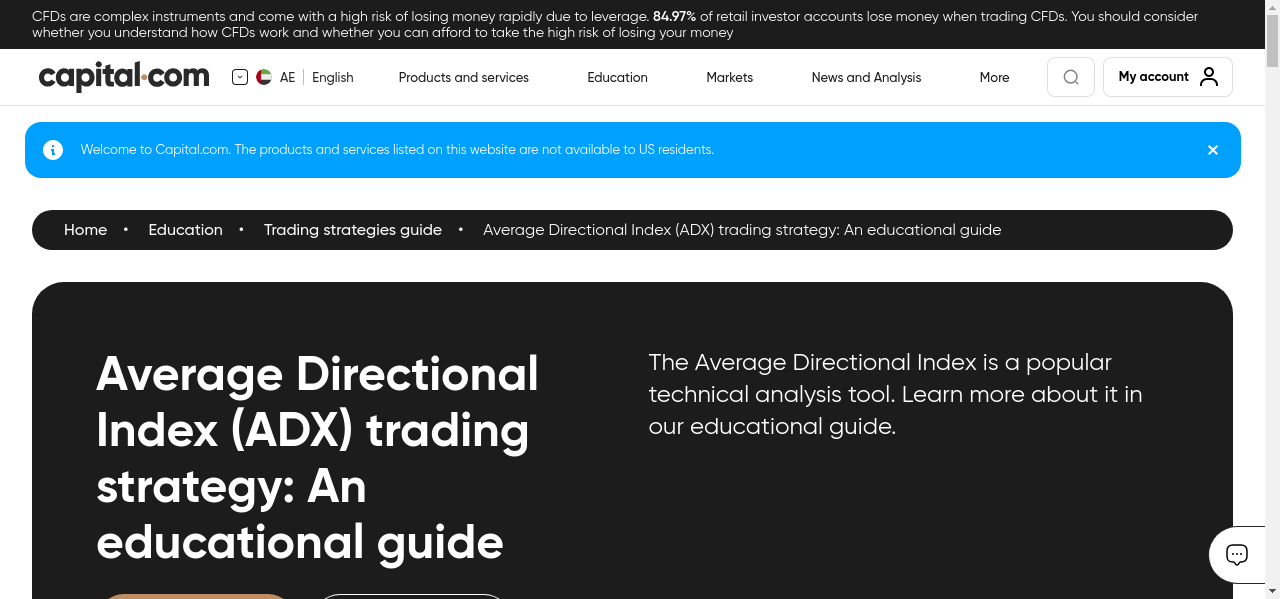 CFDs are complex instruments and come with a high risk of losing money rapidly due to leverage. 84.97% of retail investor accounts lose money when trading CFDs. You should consider
whether you understand how CFDs work and whether you can afford to take the high risk of losing your money
capital.com
AE English
Products and services
Education
Markets
News and Analysis
More
My account
Welcome to Capital.com. The products and services listed on this website are not available to US residents.
Home • Education • Trading strategies guide • Average Directional Index (ADX) trading strategy: An educational guide
Average Directional
Index (ADX) trading
strategy: An
educational guide
The Average Directional Index is a popular
technical analysis tool. Learn more about it in
our educational guide.